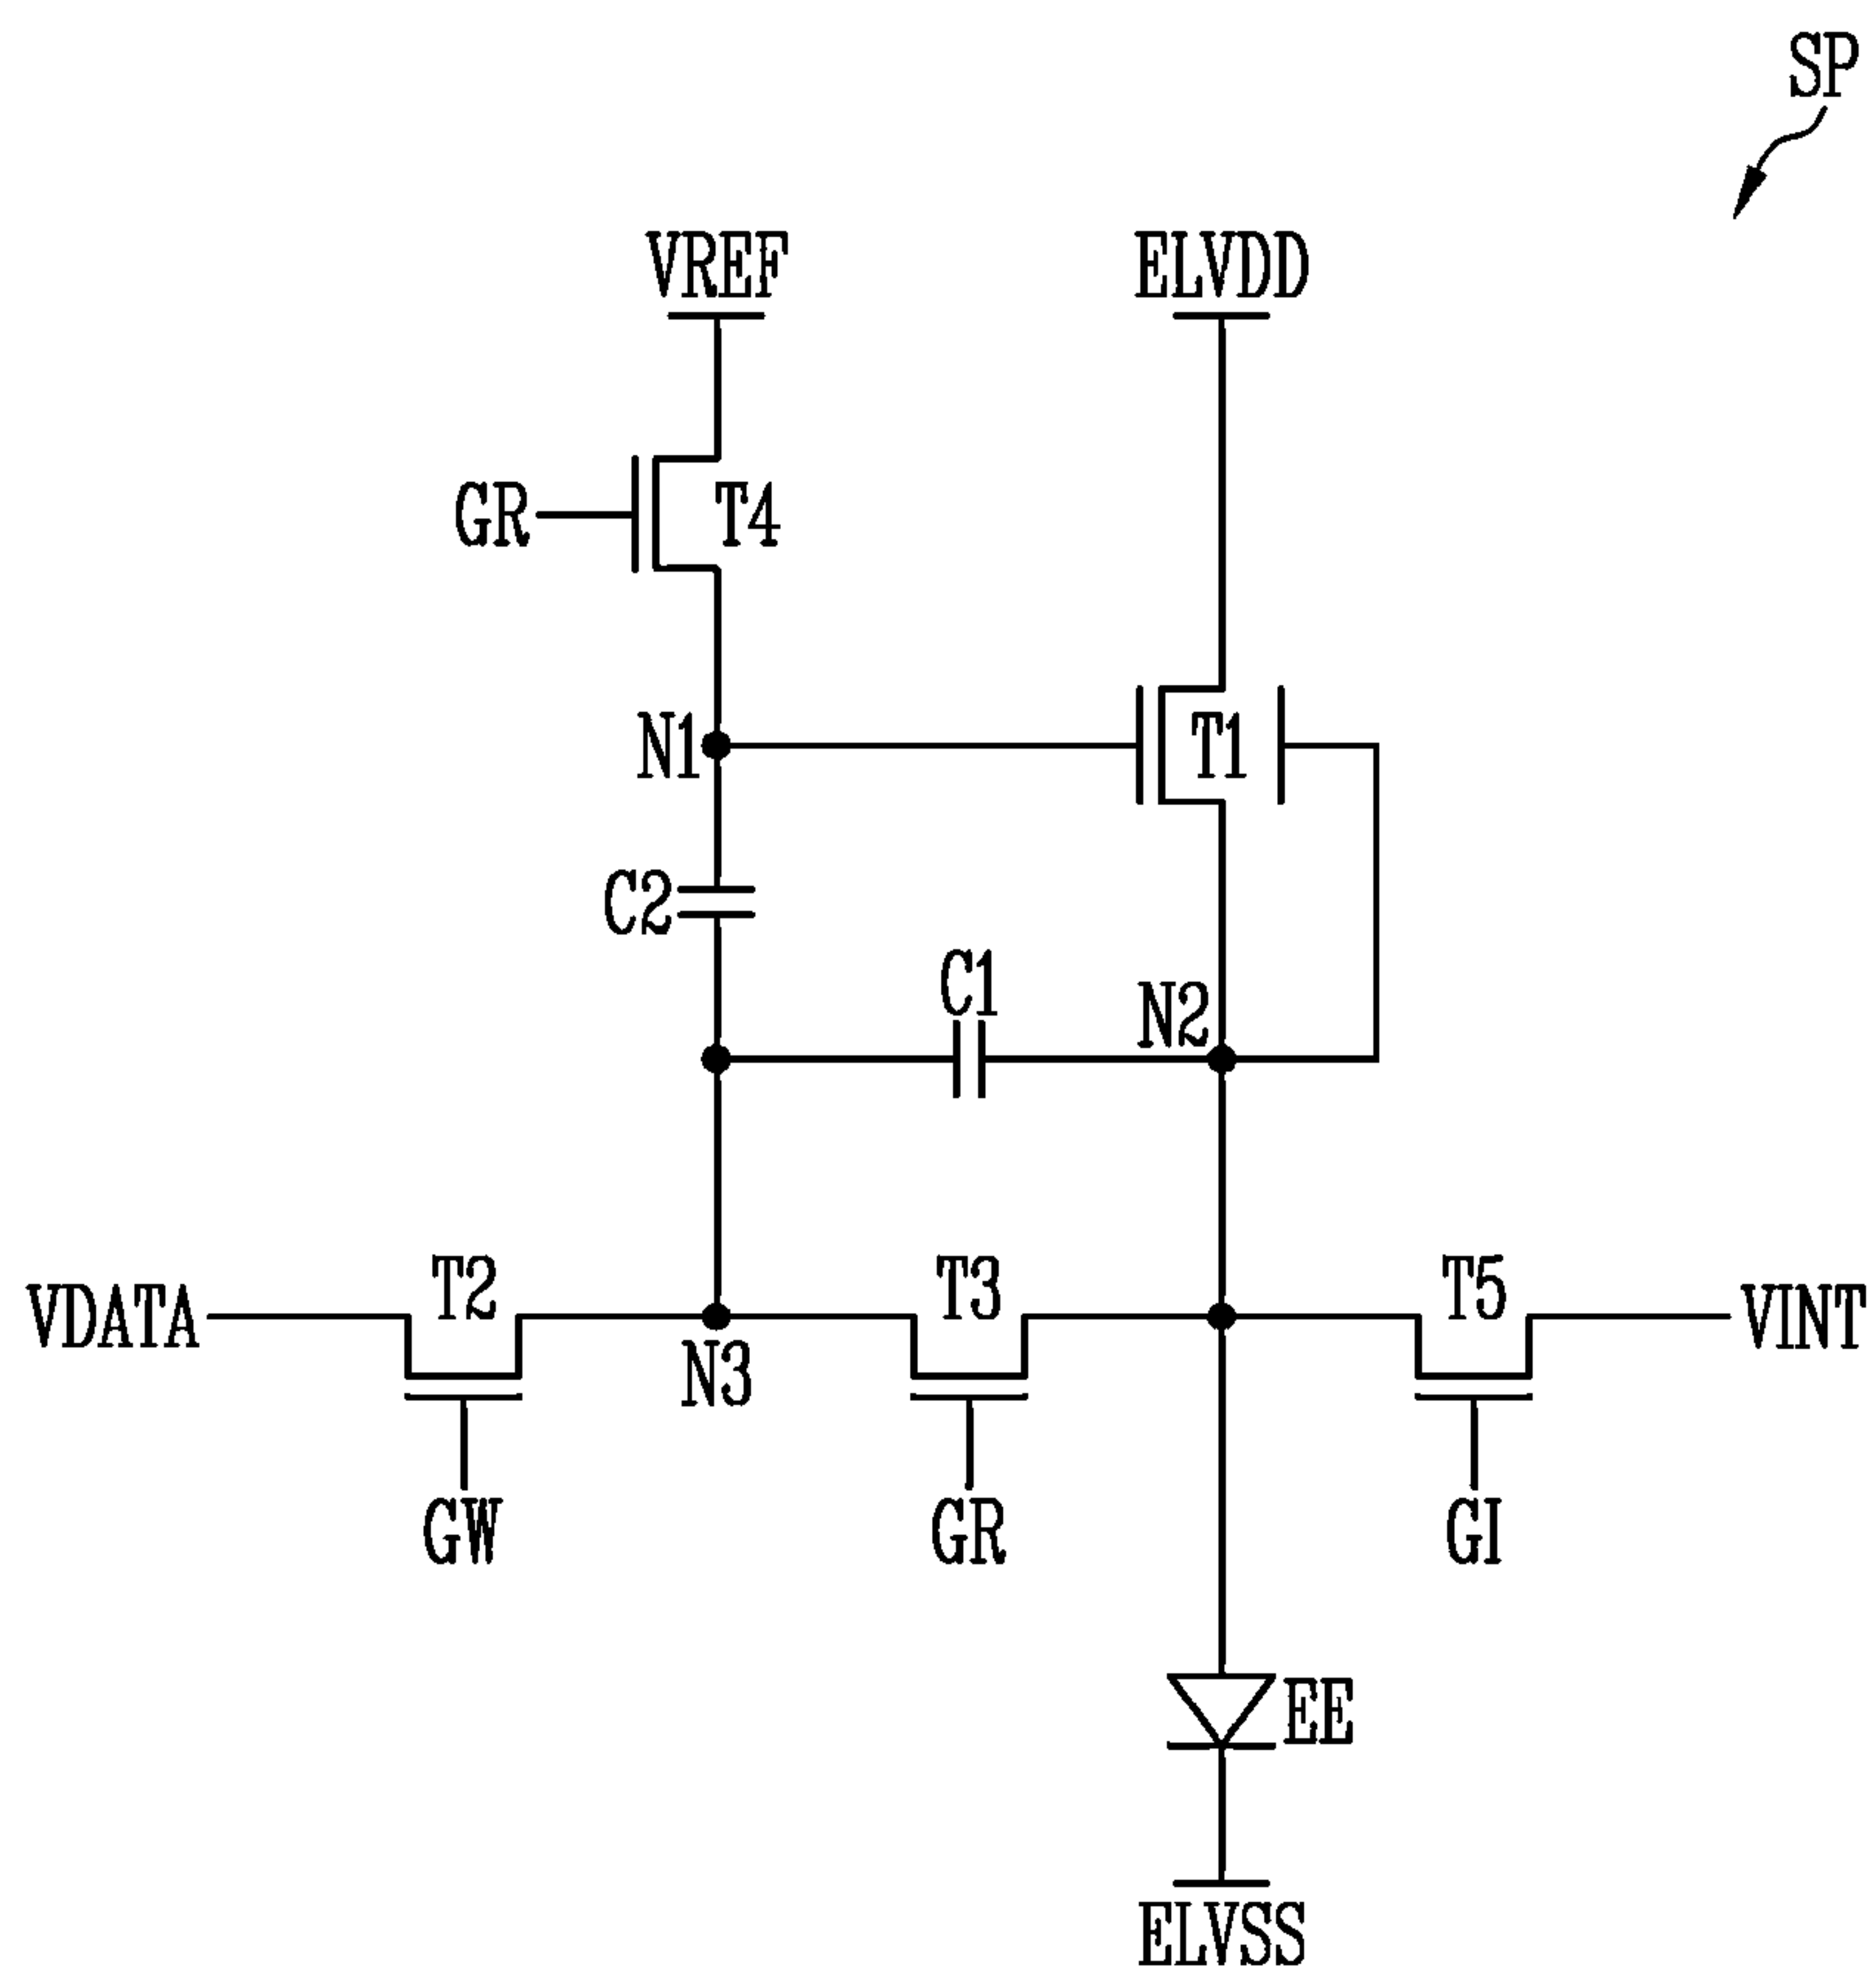 SP
VREF
ELVDD
GR
T4
N1
T1
C2
C1
N2
VDATA
T2
T3
T5
VINT
N3
GW
GR
GI
EE
ELVSS